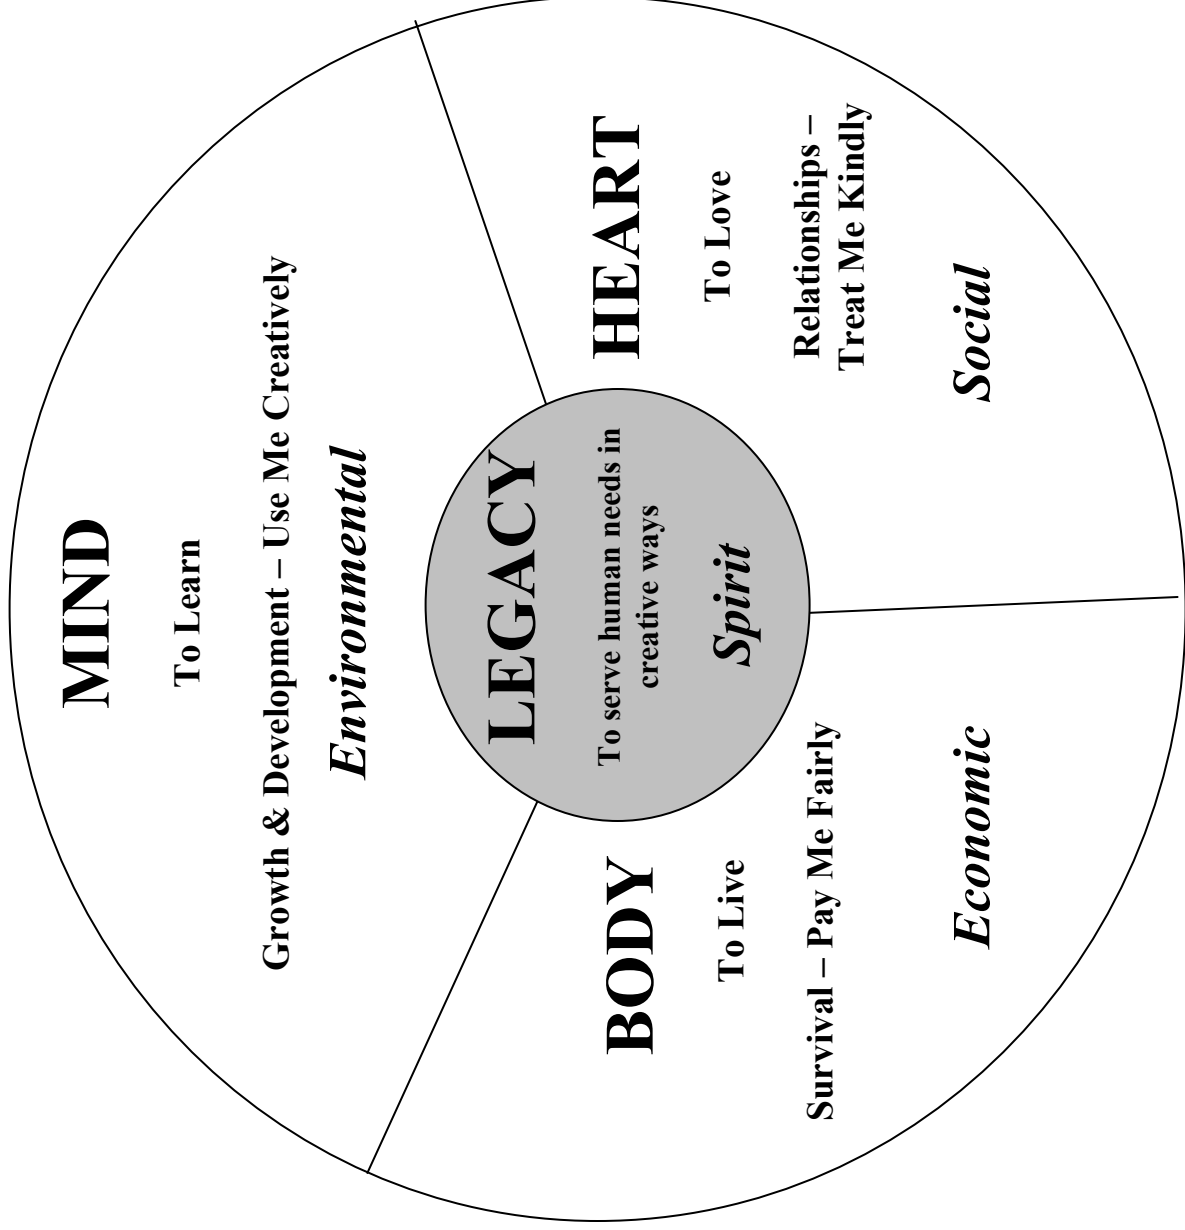 MIND
To Learn
Growth & Development – Use Me Creatively
Environmental
LEGACY
To serve human needs in
creative ways
Spirit
BODY
To Live
Survival – Pay Me Fairly
Economic
HEART
To Love
Relationships –
Treat Me Kindly
Social